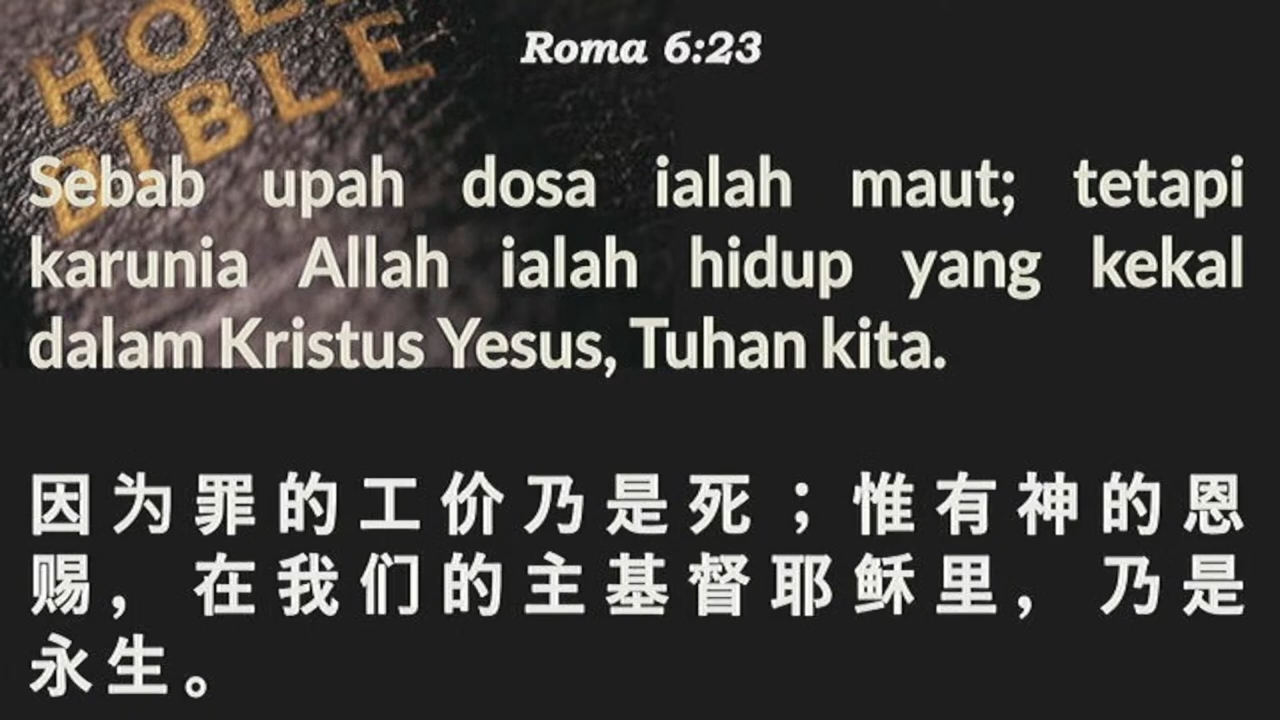 HOLY
BIBLE
Roma 6:23
Sebab upah dosa ialah maut; tetapi
karunia Allah ialah hidup yang kekal
dalam Kristus Yesus, Tuhan kita.
因为罪的工价乃是死；惟有神的恩
赐，在我们的主基督耶稣里，乃是
永生。